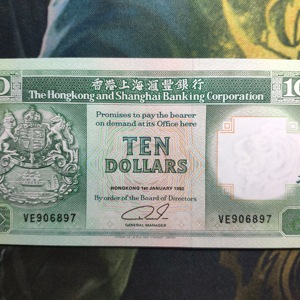 香港上海滙豐銀行
The Hongkong and Shanghai Banking Corporation
10
Promises to pay the bearer
on demand at its Office here
TEN
DOLLARS
HONGKONG 1st JANUARY
By order of the Board of Directors
VE906897
VE906897
GENERAL MANAGER